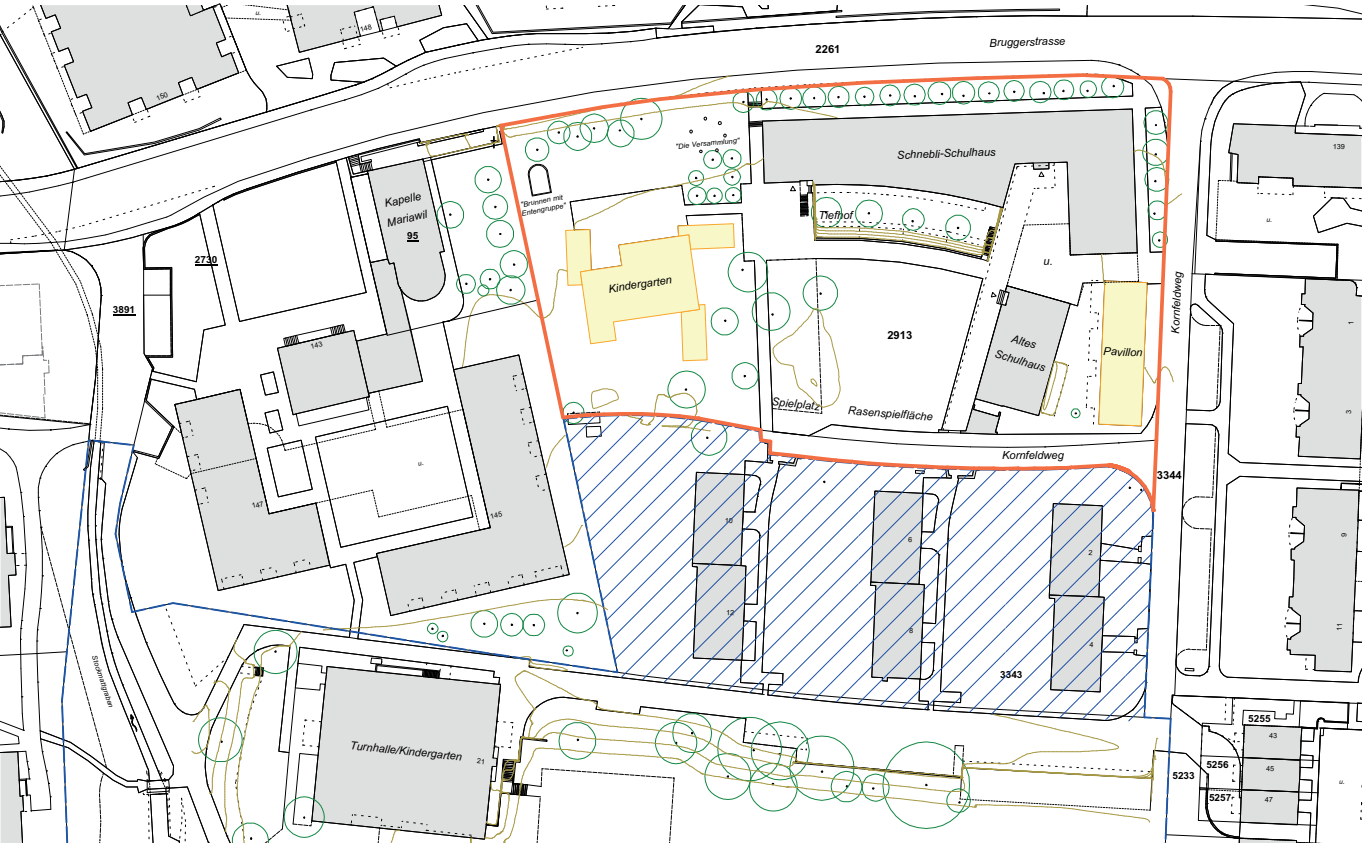 u.
148
2261
Bruggerstrasse
150
"Die Versammlung"
Schnebli-Schulhaus
139
Kapelle
Mariawil
95
"Brunnen mit
Entengruppe"
Tiefhof
F.
2730
u.
3891
Kindergarten
Kornfeldweg
1
143
2913
Altes
Schulhaus
Pavillon
Spielplatz
Rasenspielfläche
3
Kornfeldweg
u.
3344
147
145
10
6
2
9
12
8
4
11
3343
Stockmattgraben
5255
43
Turnhalle/Kindergarten
21
5256
45
5233
5257
47
F.